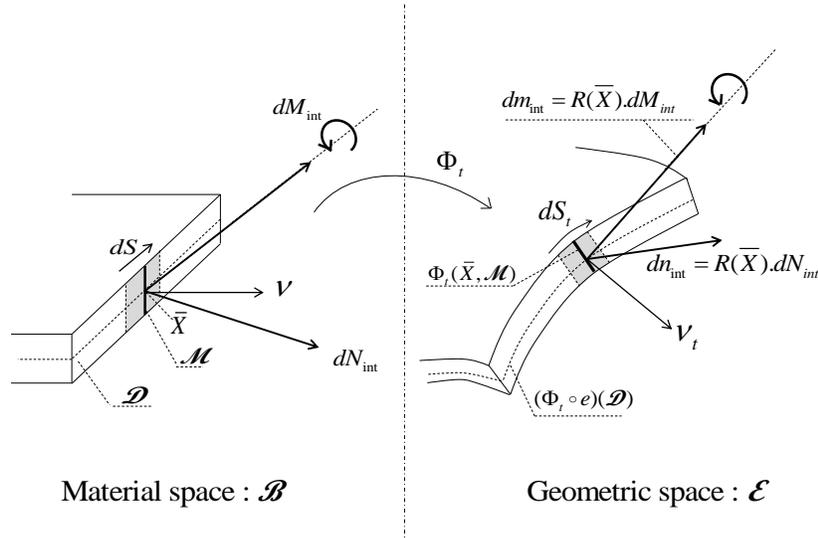 dM_int
Φ_t
dS
ν
X̄
ℳ
dN_int
𝒟
Material space : ℬ
dm_int = R(X̄).dM_int
dS_t
Φ_t(X̄, ℳ)
dn_int = R(X̄).dN_int
ν_t
(Φ_t ∘ e)(𝒟)
Geometric space : ℰ